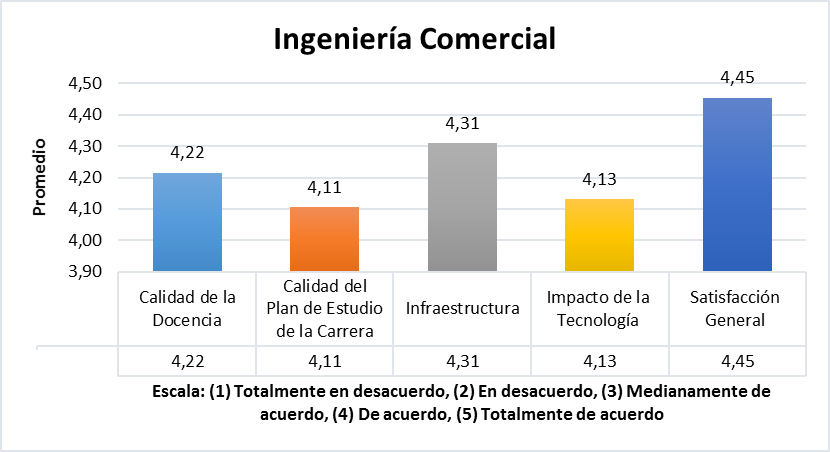 Ingeniería Comercial
4,50
4,40
4,30
4,20
4,10
4,00
3,90
Promedio
4,22
4,11
4,31
4,13
4,45
Calidad de la
Docencia
Calidad del
Plan de Estudio
de la Carrera
Infraestructura
Impacto de la
Tecnología
Satisfacción
General
4,22
4,11
4,31
4,13
4,45
Escala: (1) Totalmente en desacuerdo, (2) En desacuerdo, (3) Medianamente de
acuerdo, (4) De acuerdo, (5) Totalmente de acuerdo